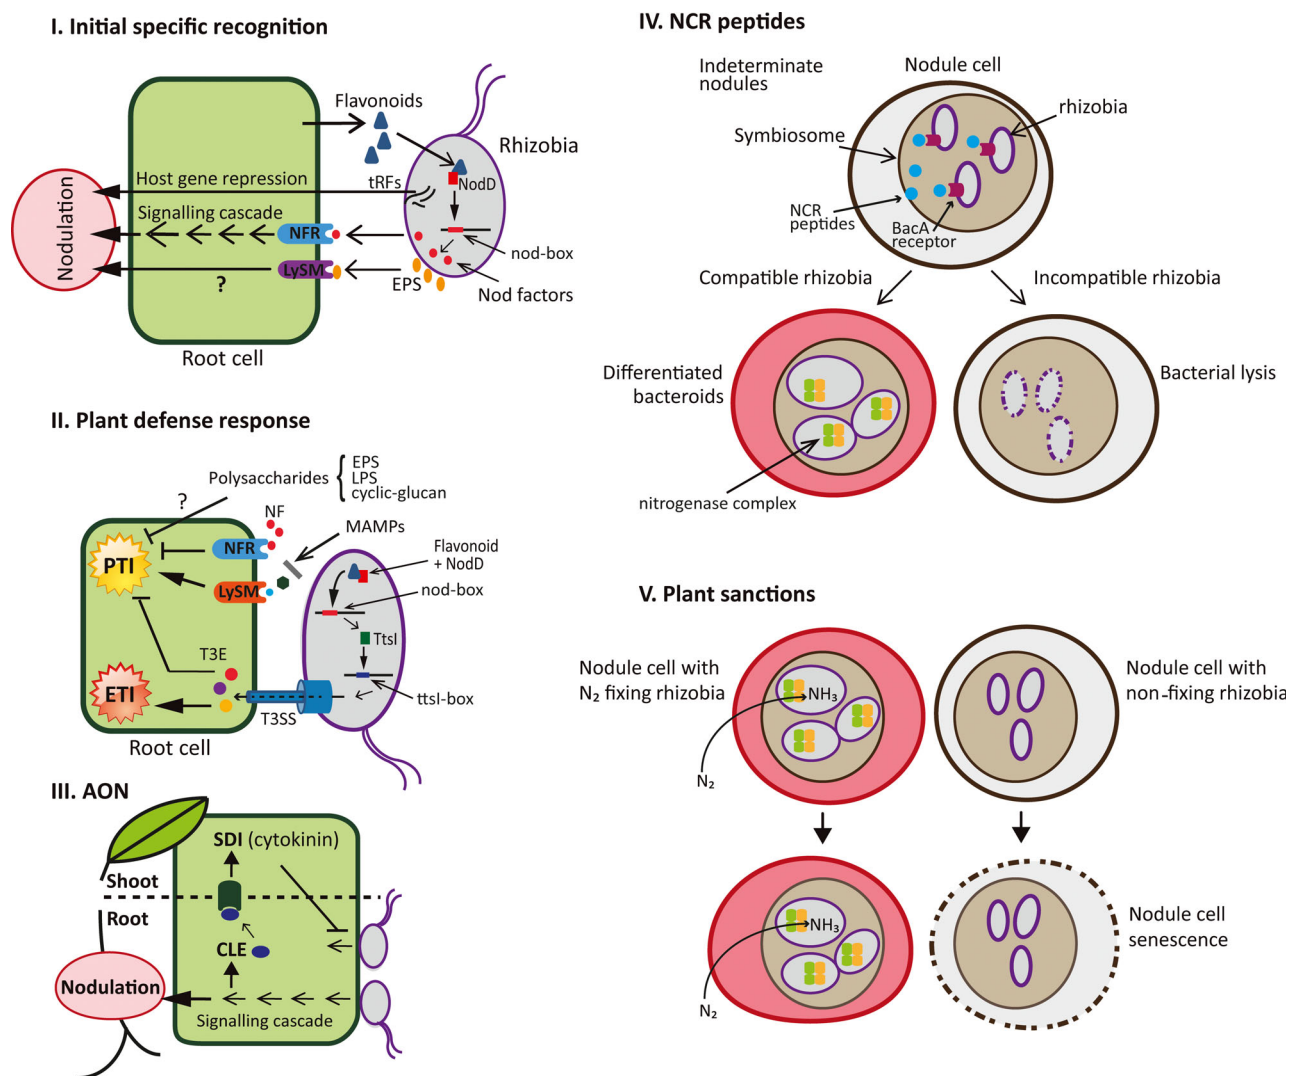 I. Initial specific recognition
Flavonoids
Rhizobia
Host gene repression
tRFs
NodD
Signalling cascade
NFR
nod-box
LySM
?
EPS
Nod factors
Nodulation
Root cell
II. Plant defense response
Polysaccharides
EPS
LPS
cyclic-glucan
?
NF
MAMPs
NFR
PTI
LySM
Flavonoid
+ NodD
nod-box
TtsI
T3E
ETI
T3SS
ttsI-box
Root cell
III. AON
SDI (cytokinin)
Shoot
Root
CLE
Nodulation
Signalling cascade
IV. NCR peptides
Indeterminate
nodules
Nodule cell
rhizobia
Symbiosome
NCR
peptides
BacA
receptor
Compatible rhizobia
Incompatible rhizobia
Differentiated
bacteroids
Bacterial lysis
nitrogenase complex
V. Plant sanctions
Nodule cell with
N₂ fixing rhizobia
NH₃
N₂
Nodule cell with
non-fixing rhizobia
NH₃
N₂
Nodule cell
senescence